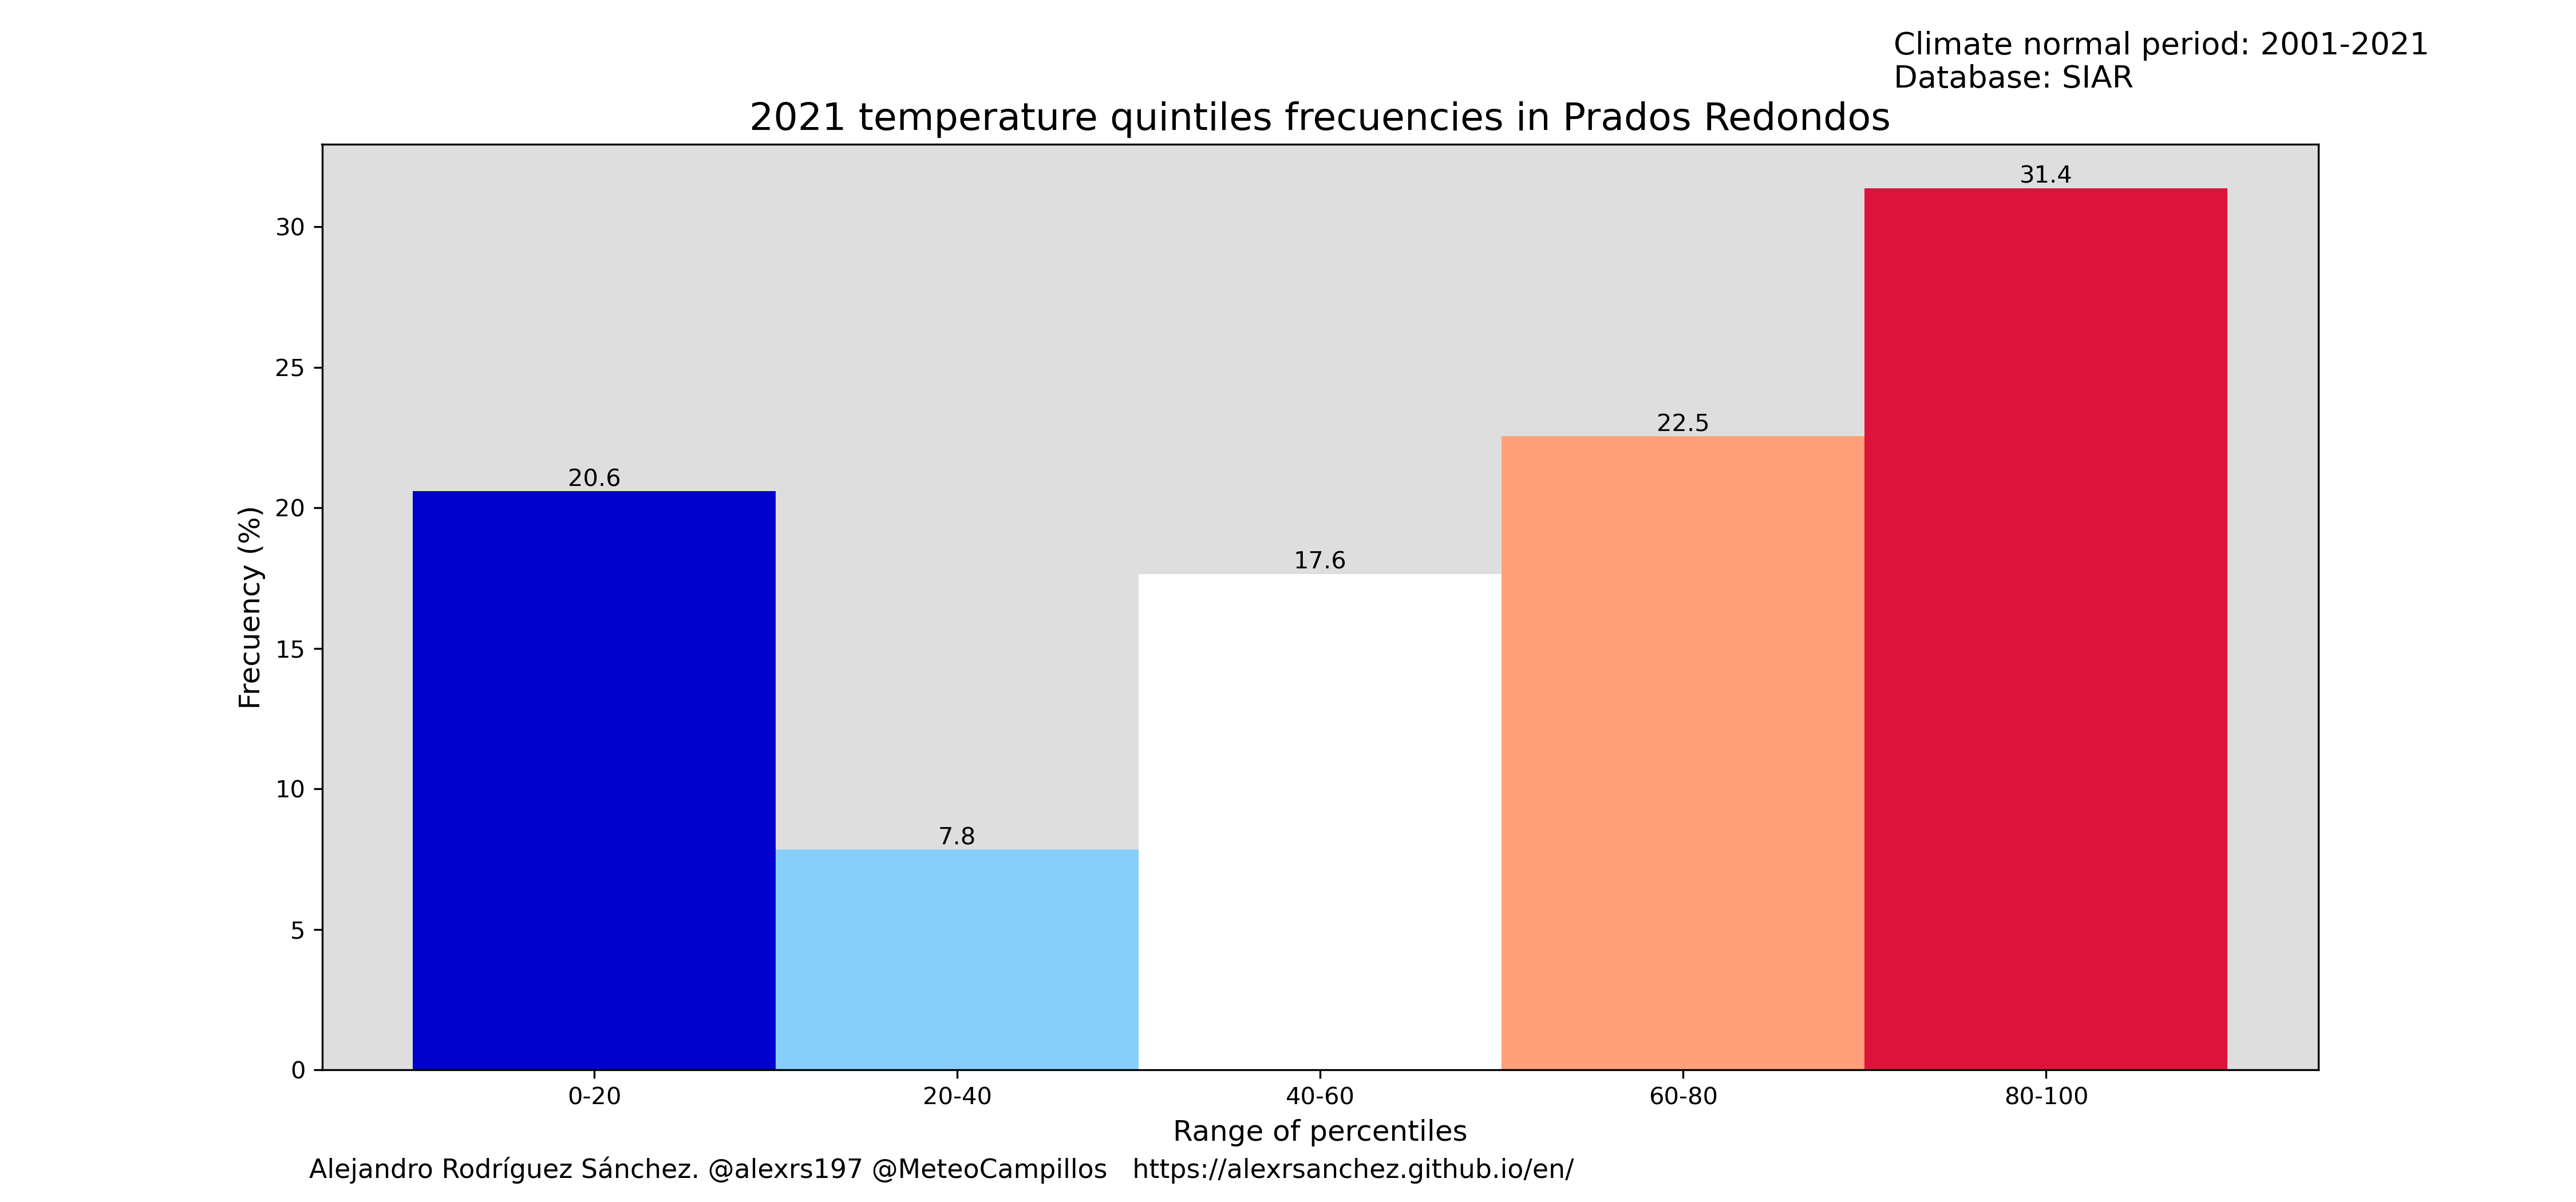 Climate normal period: 2001-2021
Database: SIAR
2021 temperature quintiles frecuencies in Prados Redondos
Frecuency (%)
30
25
20
15
10
5
0
20.6
7.8
17.6
22.5
31.4
0-20
20-40
40-60
60-80
80-100
Range of percentiles
Alejandro Rodríguez Sánchez. @alexrs197 @MeteoCampillos   https://alexrsanchez.github.io/en/